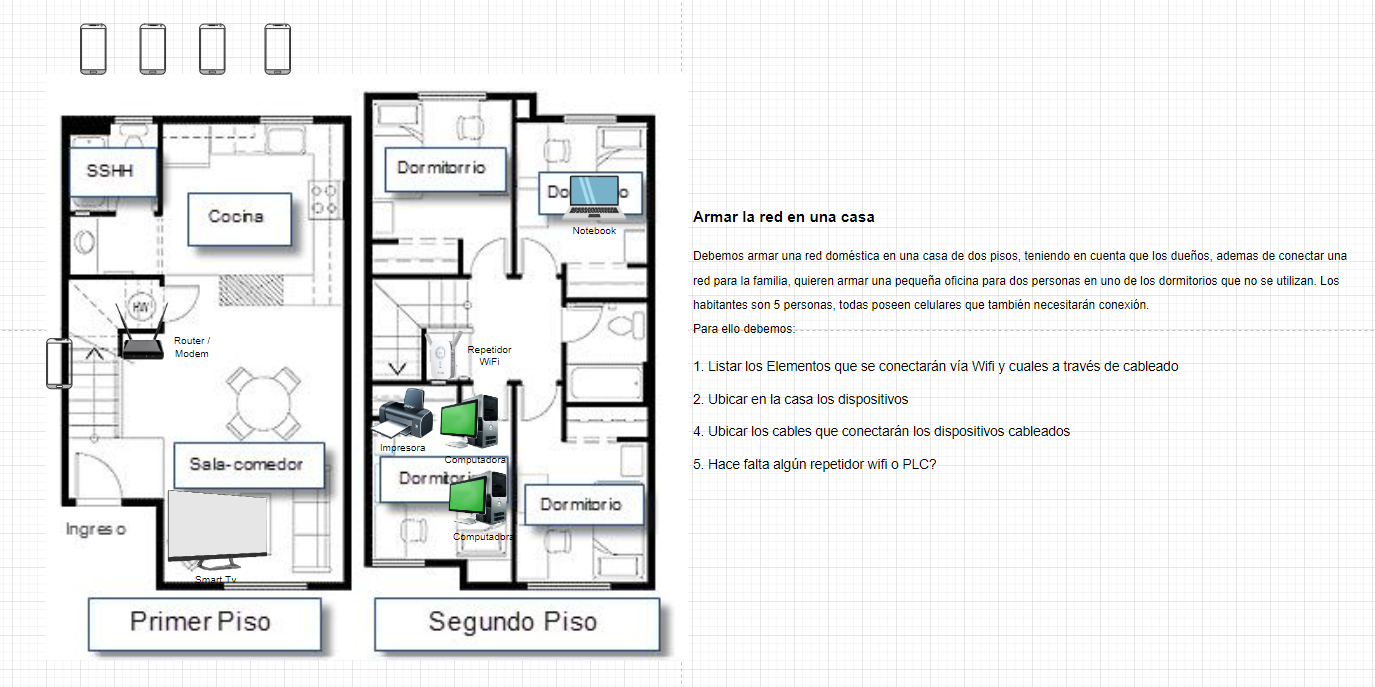 SSHH
Cocina
HW
Router /
Modem
Sala-comedor
Ingreso
Smart Tv
Primer Piso
Dormitorrio
Notebook
Repetidor
WiFi
Impresora
Computadora
Computadora
Dormitorio
Segundo Piso
Armar la red en una casa
Debemos armar una red doméstica en una casa de dos pisos, teniendo en cuenta que los dueños, ademas de conectar una
red para la familia, quieren armar una pequeña oficina para dos personas en uno de los dormitorios que no se utilizan. Los
habitantes son 5 personas, todas poseen celulares que también necesitarán conexión.
Para ello debemos:
1. Listar los Elementos que se conectarán vía Wifi y cuales a través de cableado
2. Ubicar en la casa los dispositivos
4. Ubicar los cables que conectarán los dispositivos cableados
5. Hace falta algún repetidor wifi o PLC?